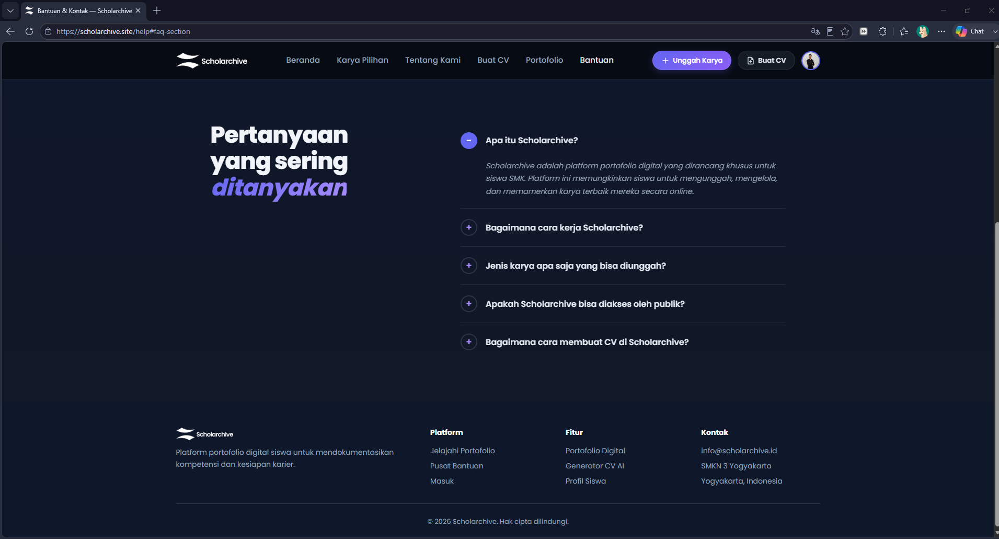 Bantuan & Kontak — Scholarchive
https://scholarchive.site/help#faq-section
Chat
Scholarchive
Beranda
Karya Pilihan
Tentang Kami
Buat CV
Portofolio
Bantuan
+ Unggah Karya
Buat CV
Pertanyaan
yang sering
ditanyakan
Apa itu Scholarchive?
Scholarchive adalah platform portofolio digital yang dirancang khusus untuk
siswa SMK. Platform ini memungkinkan siswa untuk mengunggah, mengelola,
dan memamerkan karya terbaik mereka secara online.
Bagaimana cara kerja Scholarchive?
Jenis karya apa saja yang bisa diunggah?
Apakah Scholarchive bisa diakses oleh publik?
Bagaimana cara membuat CV di Scholarchive?
Scholarchive
Platform portofolio digital siswa untuk mendokumentasikan
kompetensi dan kesiapan karier.
Platform
Jelajahi Portofolio
Pusat Bantuan
Masuk
Fitur
Portofolio Digital
Generator CV AI
Profil Siswa
Kontak
info@scholarchive.id
SMKN 3 Yogyakarta
Yogyakarta, Indonesia
© 2026 Scholarchive. Hak cipta dilindungi.